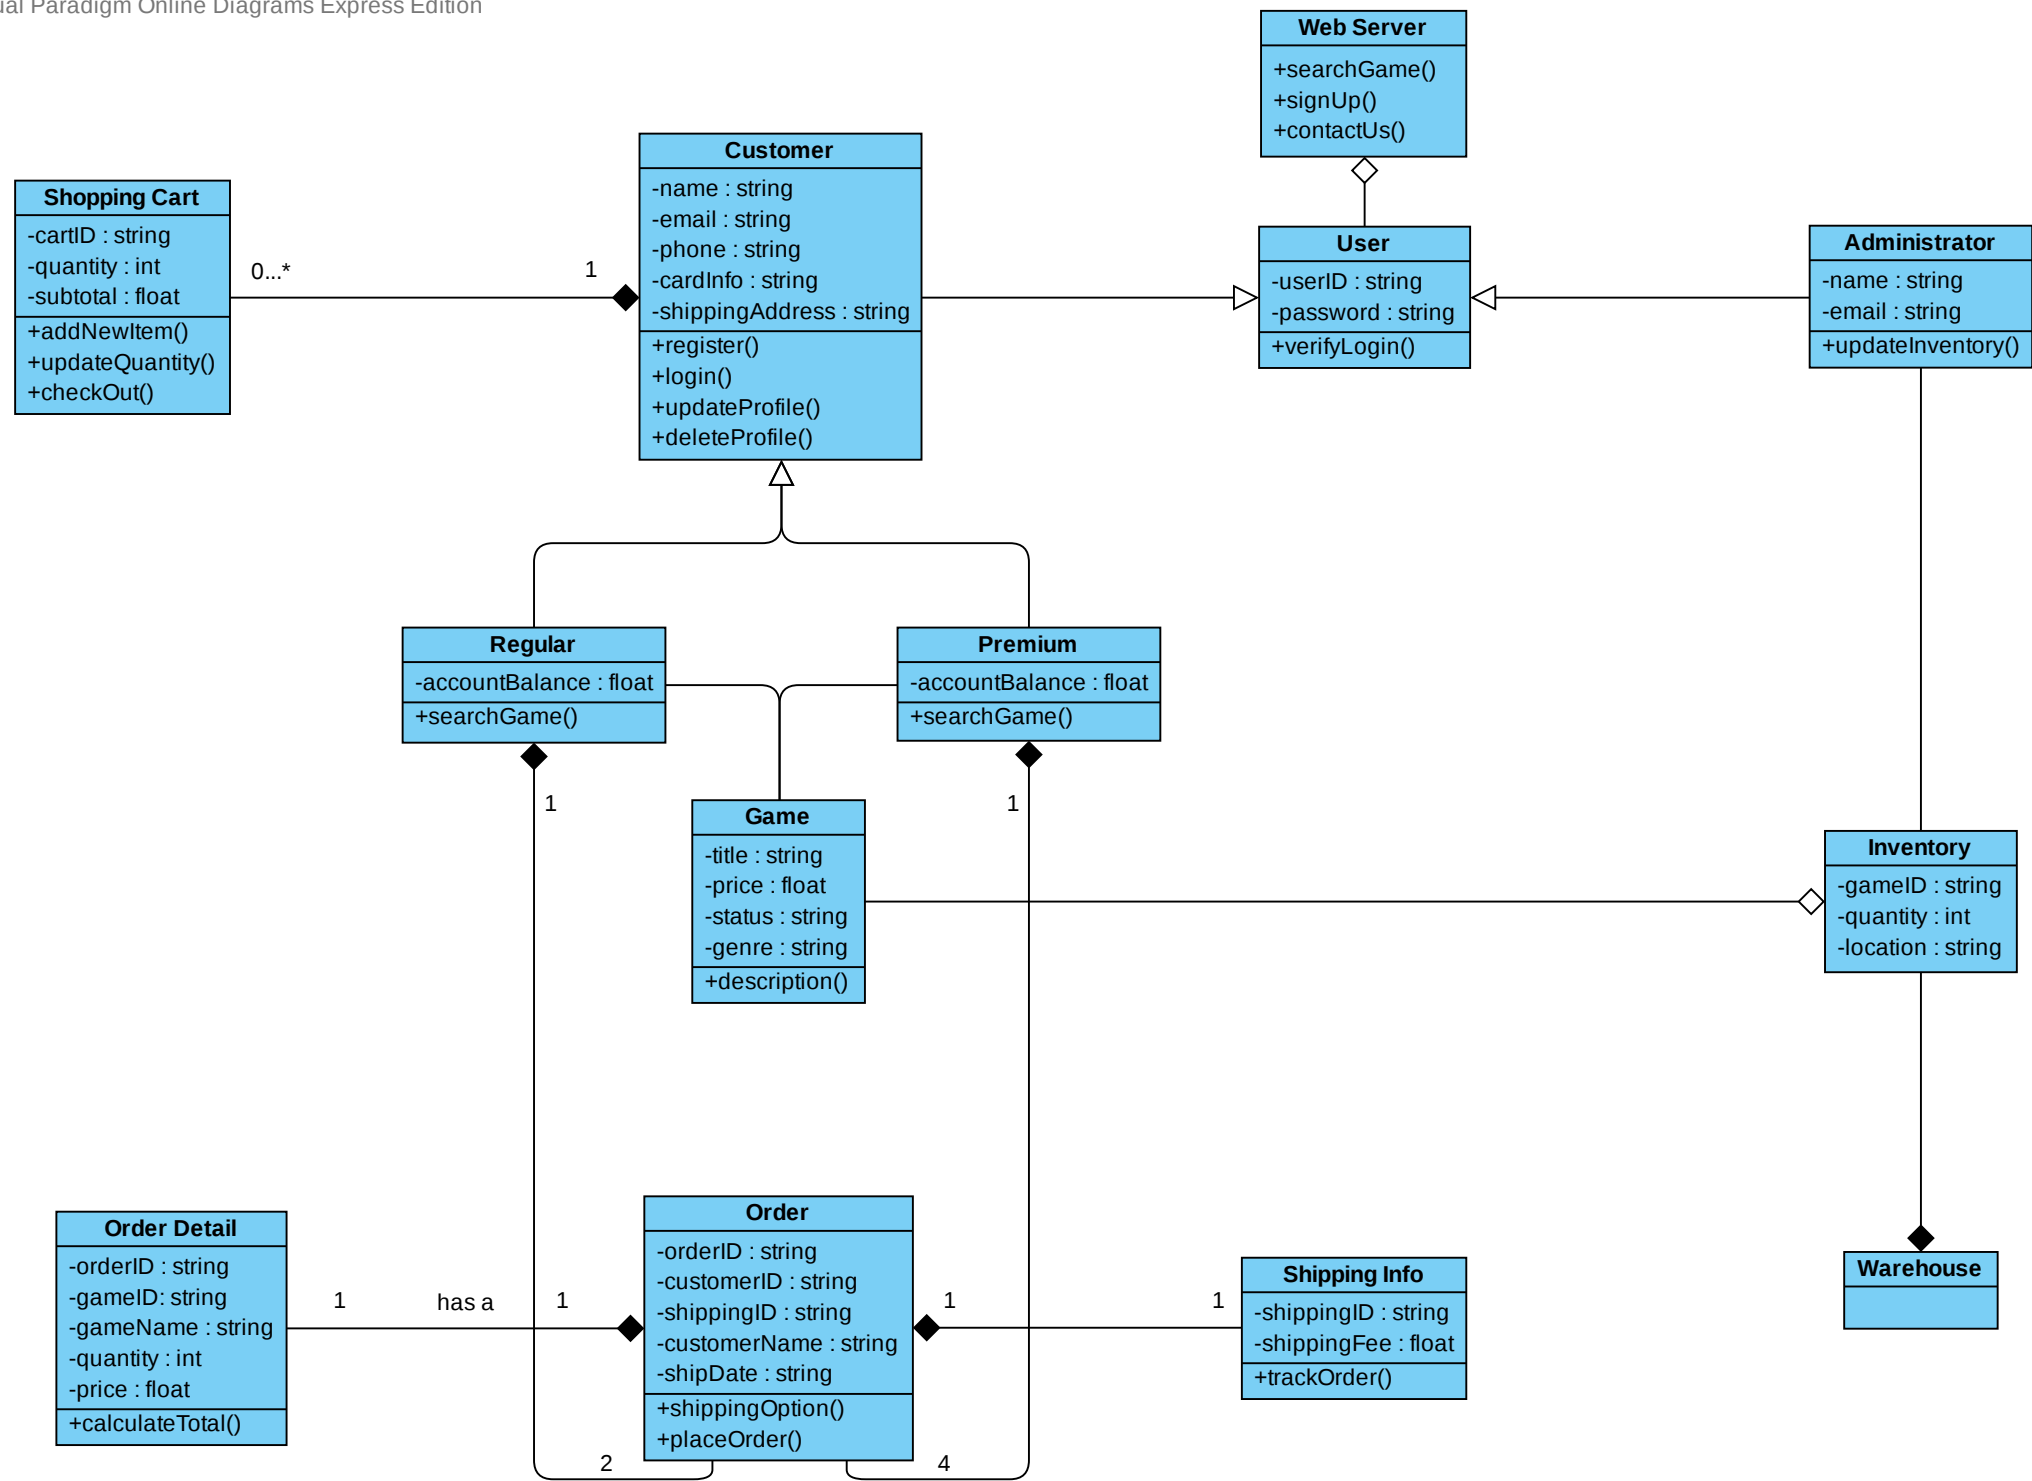 Paradigm Online Diagrams Express Edition
Web Server
+searchGame()
+signUp()
+contactUs()
Customer
-name : string
-email : string
-phone : string
-cardInfo : string
-shippingAddress : string
+register()
+login()
+updateProfile()
+deleteProfile()
Shopping Cart
-cartID : string
-quantity : int
-subtotal : float
+addNewItem()
+updateQuantity()
+checkOut()
0...*
1
User
-userID : string
-password : string
+verifyLogin()
Administrator
-name : string
-email : string
+updateInventory()
Regular
-accountBalance : float
+searchGame()
Premium
-accountBalance : float
+searchGame()
1
1
Game
-title : string
-price : float
-status : string
-genre : string
+description()
Inventory
-gameID : string
-quantity : int
-location : string
Order Detail
-orderID : string
-gameID: string
-gameName : string
-quantity : int
-price : float
+calculateTotal()
1
has a
1
Order
-orderID : string
-customerID : string
-shippingID : string
-customerName : string
-shipDate : string
+shippingOption()
+placeOrder()
1
1
Shipping Info
-shippingID : string
-shippingFee : float
+trackOrder()
Warehouse
2
4